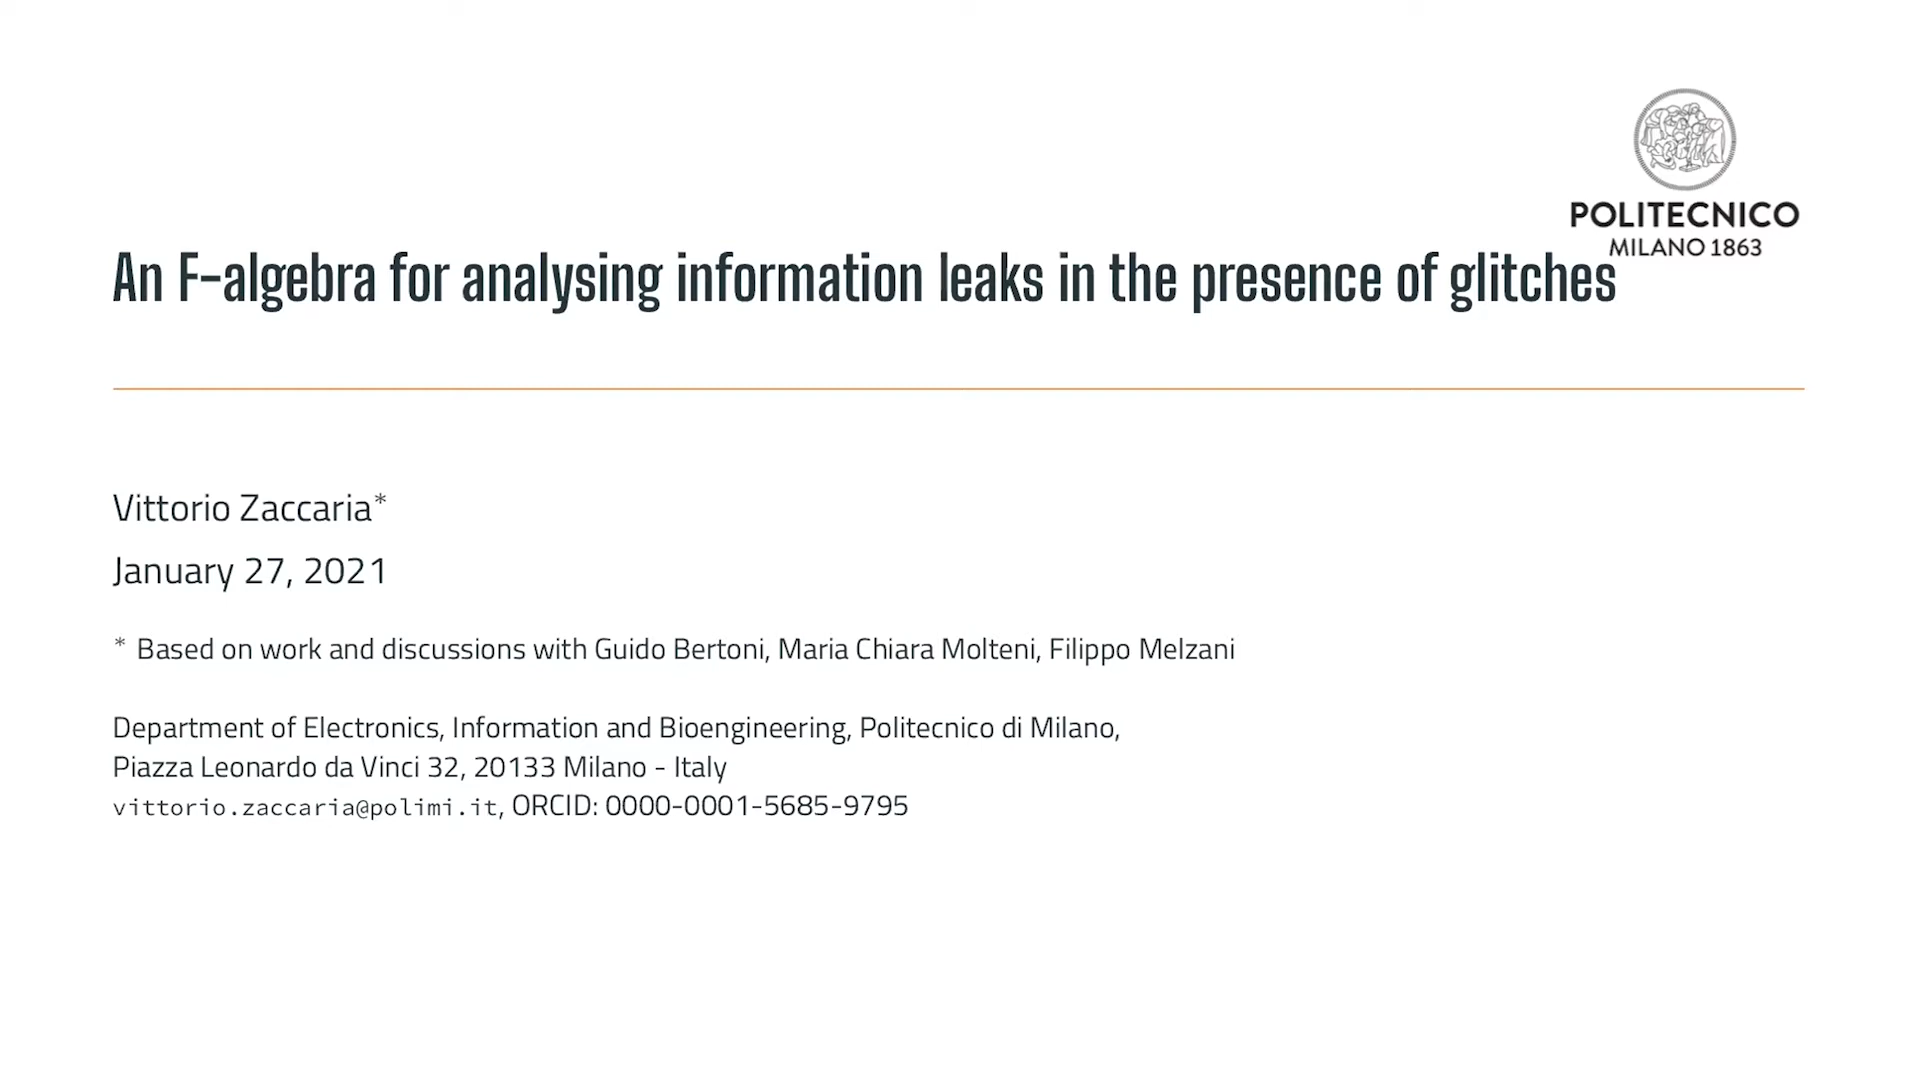 POLITECNICO
MILANO 1863
An F-algebra for analysing information leaks in the presence of glitches
Vittorio Zaccaria*
January 27, 2021
* Based on work and discussions with Guido Bertoni, Maria Chiara Molteni, Filippo Melzani
Department of Electronics, Information and Bioengineering, Politecnico di Milano,
Piazza Leonardo da Vinci 32, 20133 Milano - Italy
vittorio.zaccaria@polimi.it, ORCID: 0000-0001-5685-9795